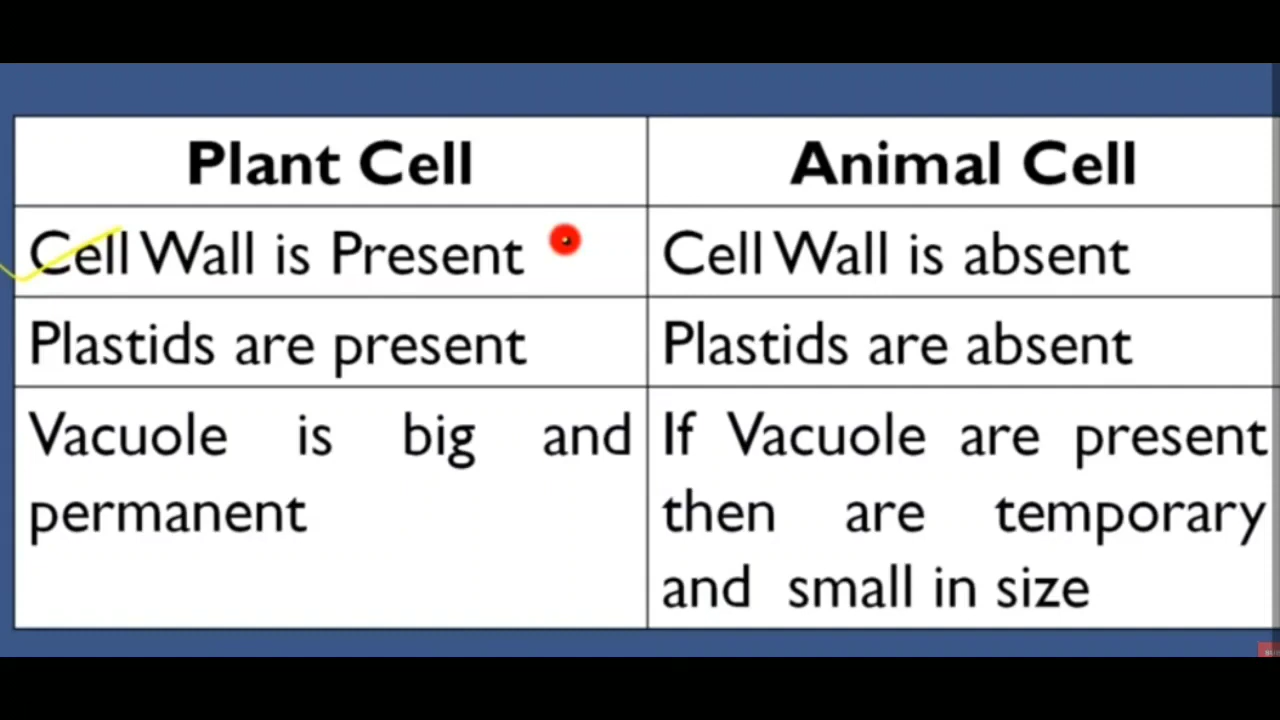 Plant Cell
Animal Cell
Cell Wall is Present
Cell Wall is absent
Plastids are present
Plastids are absent
Vacuole is big and
permanent
If Vacuole are present
then are temporary
and small in size